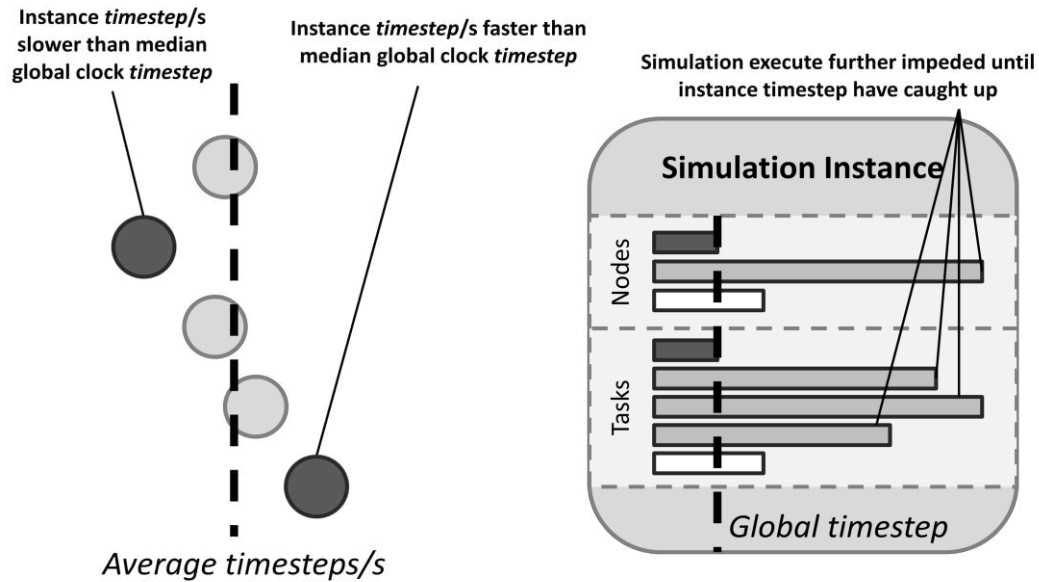 Instance timestep/s
slower than median
global clock timestep
Instance timestep/s faster than
median global clock timestep
Average timesteps/s
Simulation execute further impeded until
instance timestep have caught up
Simulation Instance
Nodes
Tasks
Global timestep